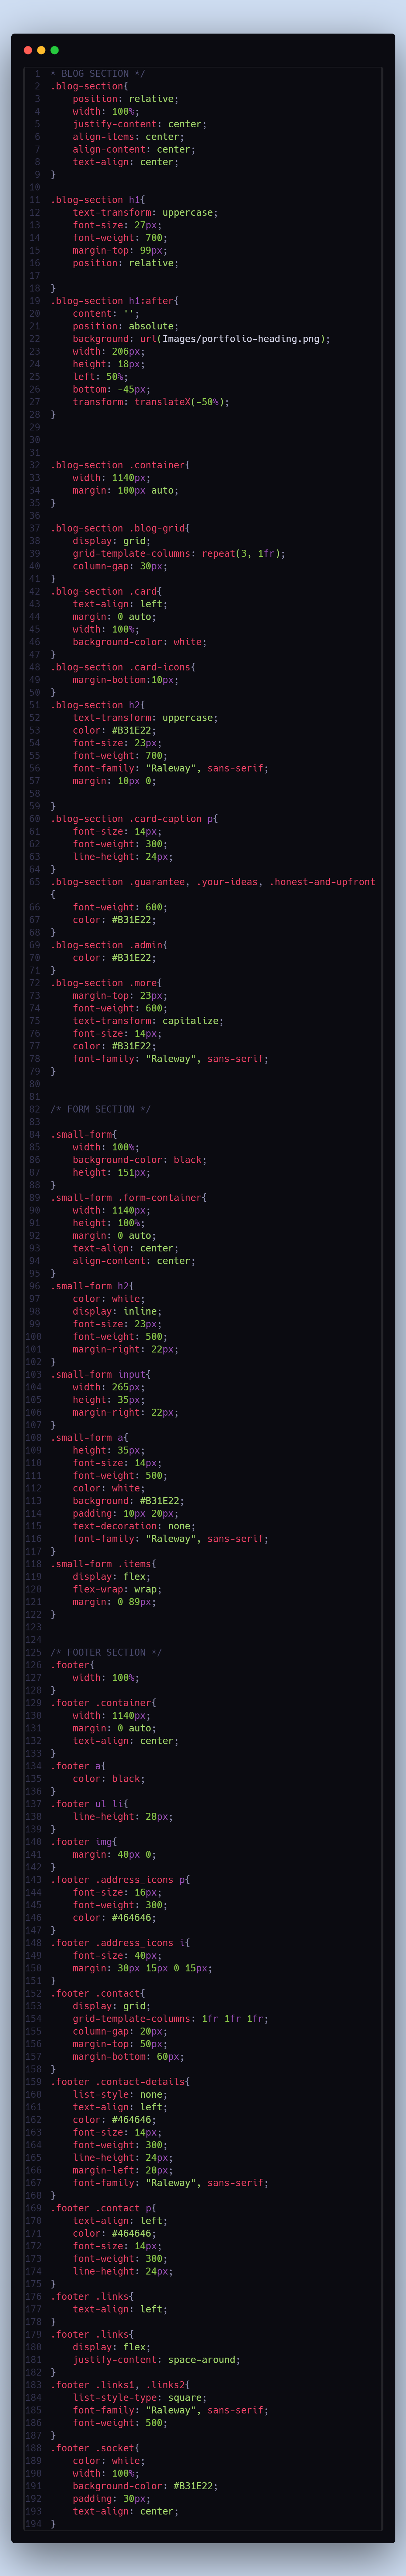 1 * BLOG SECTION */
2 .blog-section{
3     position: relative;
4     width: 100%;
5     justify-content: center;
6     align-items: center;
7     align-content: center;
8     text-align: center;
9 }
10
11 .blog-section h1{
12     text-transform: uppercase;
13     font-size: 27px;
14     font-weight: 700;
15     margin-top: 99px;
16     position: relative;
17
18 }
19 .blog-section h1:after{
20     content: '';
21     position: absolute;
22     background: url(Images/portfolio-heading.png);
23     width: 206px;
24     height: 18px;
25     left: 50%;
26     bottom: -45px;
27     transform: translateX(-50%);
28 }
29
30
31
32 .blog-section .container{
33     width: 1140px;
34     margin: 100px auto;
35 }
36
37 .blog-section .blog-grid{
38     display: grid;
39     grid-template-columns: repeat(3, 1fr);
40     column-gap: 30px;
41 }
42 .blog-section .card{
43     text-align: left;
44     margin: 0 auto;
45     width: 100%;
46     background-color: white;
47 }
48 .blog-section .card-icons{
49     margin-bottom:10px;
50 }
51 .blog-section h2{
52     text-transform: uppercase;
53     color: #B31E22;
54     font-size: 23px;
55     font-weight: 700;
56     font-family: "Raleway", sans-serif;
57     margin: 10px 0;
58
59 }
60 .blog-section .card-caption p{
61     font-size: 14px;
62     font-weight: 300;
63     line-height: 24px;
64 }
65 .blog-section .guarantee, .your-ideas, .honest-and-upfront
{
66     font-weight: 600;
67     color: #B31E22;
68 }
69 .blog-section .admin{
70     color: #B31E22;
71 }
72 .blog-section .more{
73     margin-top: 23px;
74     font-weight: 600;
75     text-transform: capitalize;
76     font-size: 14px;
77     color: #B31E22;
78     font-family: "Raleway", sans-serif;
79 }
80
81
82 /* FORM SECTION */
83
84 .small-form{
85     width: 100%;
86     background-color: black;
87     height: 151px;
88 }
89 .small-form .form-container{
90     width: 1140px;
91     height: 100%;
92     margin: 0 auto;
93     text-align: center;
94     align-content: center;
95 }
96 .small-form h2{
97     color: white;
98     display: inline;
99     font-size: 23px;
100     font-weight: 500;
101     margin-right: 22px;
102 }
103 .small-form input{
104     width: 265px;
105     height: 35px;
106     margin-right: 22px;
107 }
108 .small-form a{
109     height: 35px;
110     font-size: 14px;
111     font-weight: 500;
112     color: white;
113     background: #B31E22;
114     padding: 10px 20px;
115     text-decoration: none;
116     font-family: "Raleway", sans-serif;
117 }
118 .small-form .items{
119     display: flex;
120     flex-wrap: wrap;
121     margin: 0 89px;
122 }
123
124
125 /* FOOTER SECTION */
126 .footer{
127     width: 100%;
128 }
129 .footer .container{
130     width: 1140px;
131     margin: 0 auto;
132     text-align: center;
133 }
134 .footer a{
135     color: black;
136 }
137 .footer ul li{
138     line-height: 28px;
139 }
140 .footer img{
141     margin: 40px 0;
142 }
143 .footer .address_icons p{
144     font-size: 16px;
145     font-weight: 300;
146     color: #464646;
147 }
148 .footer .address_icons i{
149     font-size: 40px;
150     margin: 30px 15px 0 15px;
151 }
152 .footer .contact{
153     display: grid;
154     grid-template-columns: 1fr 1fr 1fr;
155     column-gap: 20px;
156     margin-top: 50px;
157     margin-bottom: 60px;
158 }
159 .footer .contact-details{
160     list-style: none;
161     text-align: left;
162     color: #464646;
163     font-size: 14px;
164     font-weight: 300;
165     line-height: 24px;
166     margin-left: 20px;
167     font-family: "Raleway", sans-serif;
168 }
169 .footer .contact p{
170     text-align: left;
171     color: #464646;
172     font-size: 14px;
173     font-weight: 300;
174     line-height: 24px;
175 }
176 .footer .links{
177     text-align: left;
178 }
179 .footer .links{
180     display: flex;
181     justify-content: space-around;
182 }
183 .footer .links1, .links2{
184     list-style-type: square;
185     font-family: "Raleway", sans-serif;
186     font-weight: 500;
187 }
188 .footer .socket{
189     color: white;
190     width: 100%;
191     background-color: #B31E22;
192     padding: 30px;
193     text-align: center;
194 }